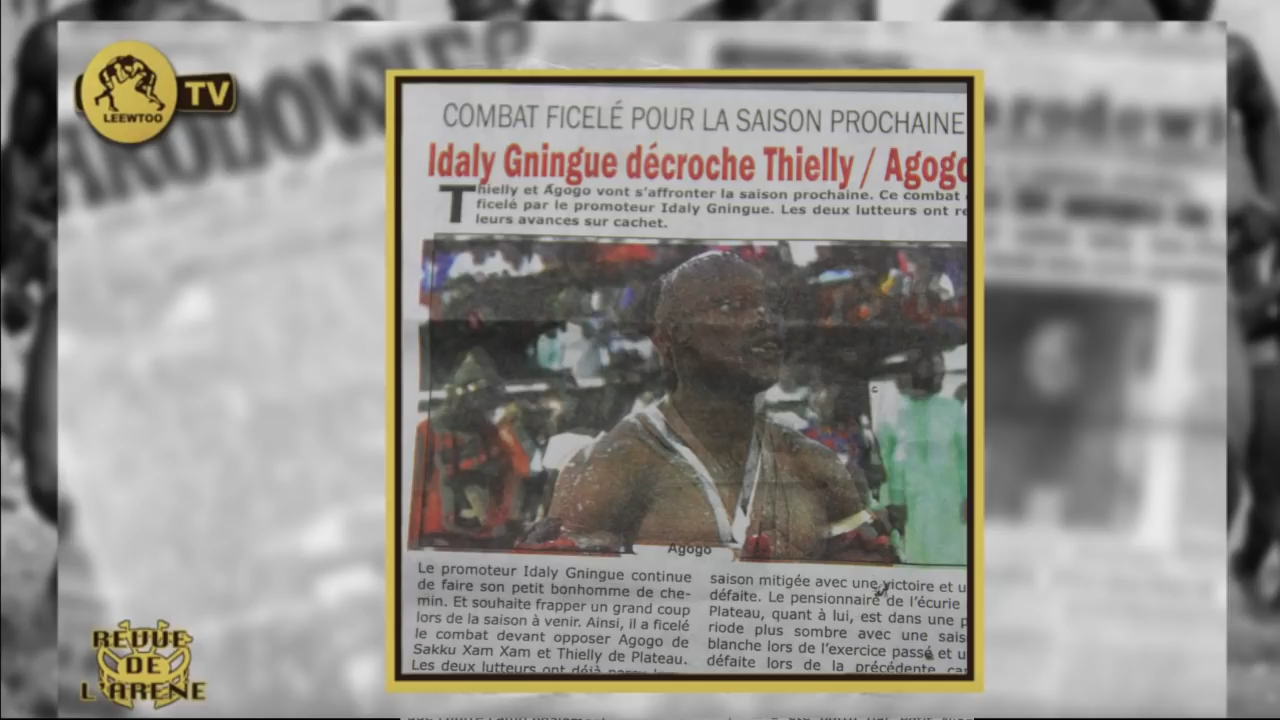 LEEWTOO
TV
COMBAT FICELÉ POUR LA SAISON PROCHAINE
Idaly Gningue décroche Thielly / Agogo
Thielly et Agogo vont s'affronter la saison prochaine. Ce combat
ficelé par le promoteur Idaly Gningue. Les deux lutteurs ont
leurs avances sur cachet.
Agogo
Le promoteur Idaly Gningue continue
de faire son petit bonhomme de che-
min. Et souhaite frapper un grand coup
lors de la saison à venir. Ainsi, il a ficelé
le combat devant opposer Agogo de
Sakku Xam Xam et Thielly de Plateau.
Les deux lutteurs ont déjà
saison mitigée avec une victoire et
défaite. Le pensionnaire de l'écurie
Plateau, quant à lui, est dans une
riode plus sombre avec une
blanche lors de l'exercice passé et
défaite lors de la précédente
REVUE
DE
L'ARENE